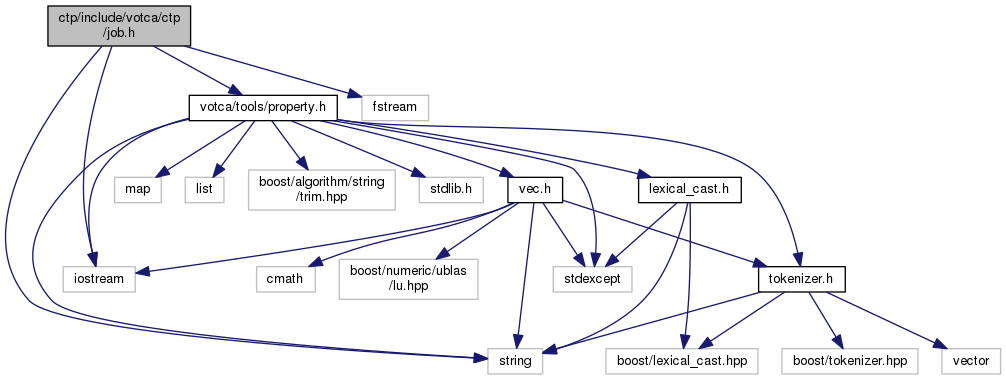 ctp/include/votca/ctp
/job.h
votca/tools/property.h
fstream
map
list
boost/algorithm/string
/trim.hpp
stdlib.h
vec.h
lexical_cast.h
iostream
cmath
boost/numeric/ublas
/lu.hpp
stdexcept
tokenizer.h
string
boost/lexical_cast.hpp
boost/tokenizer.hpp
vector